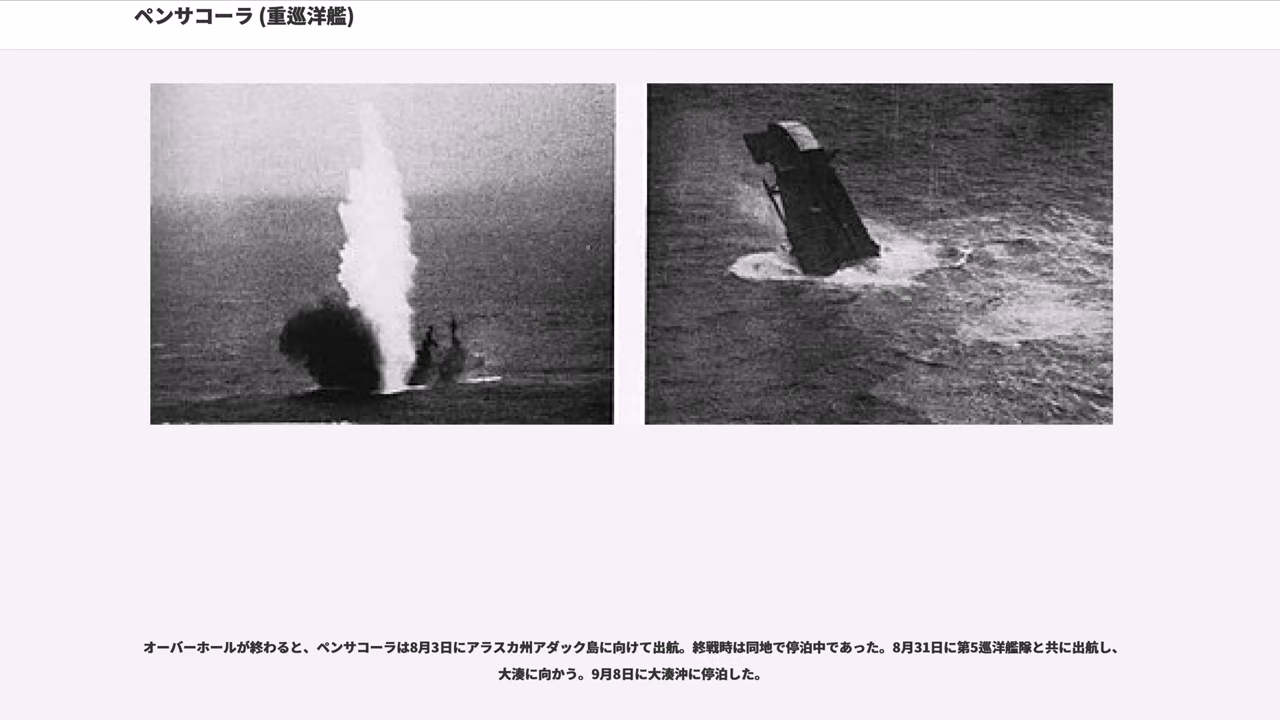 ペンサコーラ (重巡洋艦)
オーバーホールが終わると、ペンサコーラは8月3日にアラスカ州アダック島に向けて出航。終戦時は同地で停泊中であった。8月31日に第5巡洋艦隊と共に出航し、
大湊に向かう。9月8日に大湊沖に停泊した。